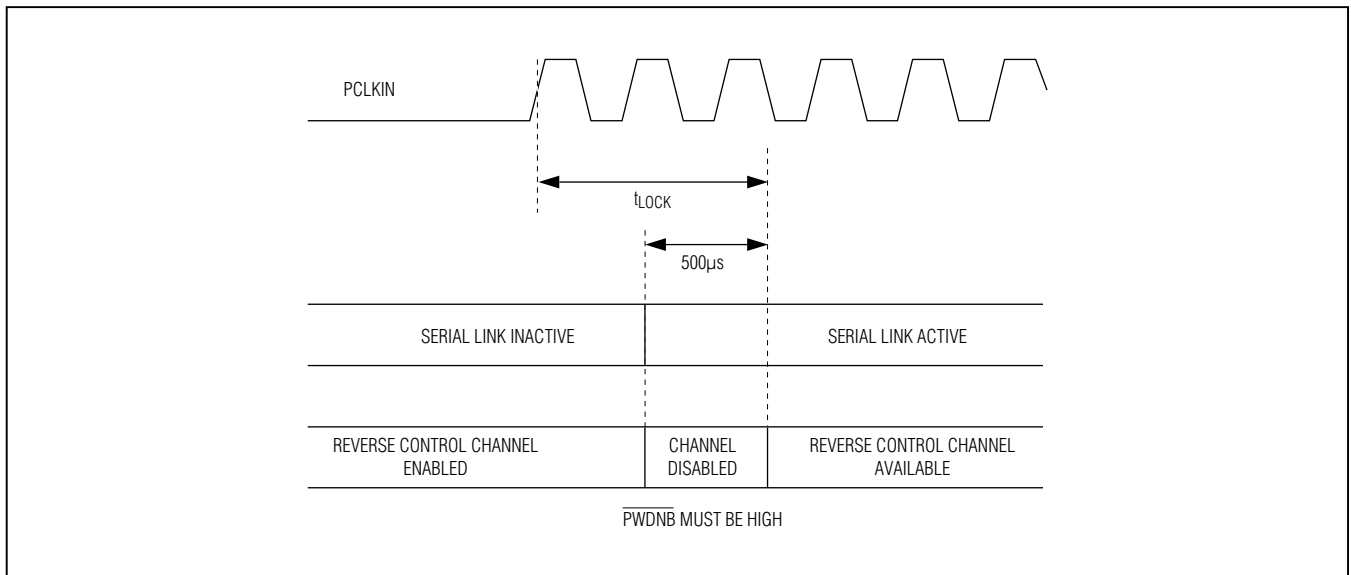 PCLKIN
tLOCK
500µs
SERIAL LINK INACTIVE
SERIAL LINK ACTIVE
REVERSE CONTROL CHANNEL
ENABLED
CHANNEL
DISABLED
REVERSE CONTROL CHANNEL
AVAILABLE
PWDNB MUST BE HIGH